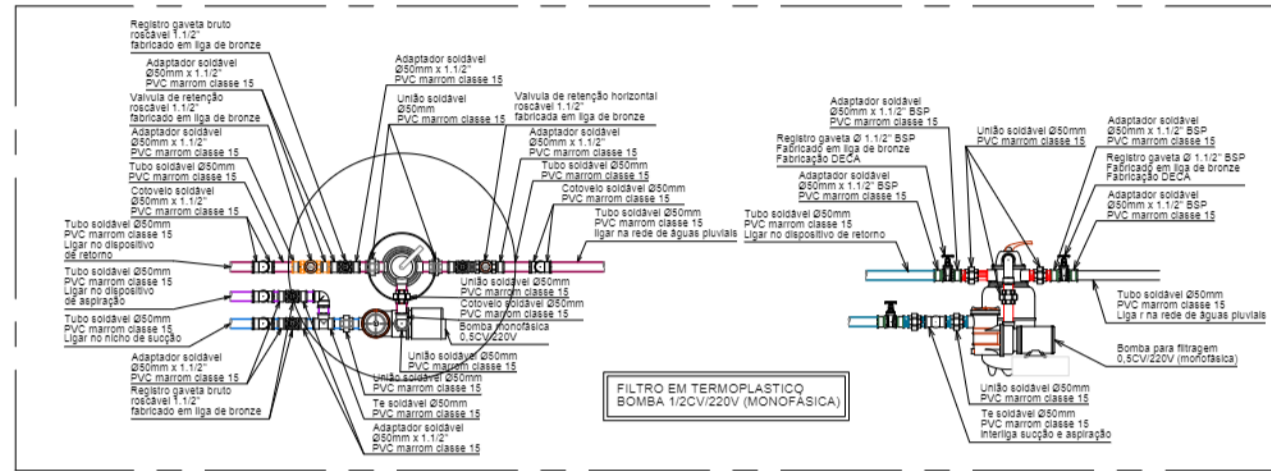 Registro gaveta bruto
roscável 1.1/2"
fabricado em liga de bronze
Adaptador soldável
Ø50mm x 1.1/2"
PVC marrom classe 15
Valvula de retenção
roscável 1.1/2"
fabricado em liga de bronze
Adaptador soldável
Ø50mm x 1.1/2"
PVC marrom classe 15
Tubo soldável Ø50mm
PVC marrom classe 15
Cotovelo soldável
Ø50mm x 1.1/2"
PVC marrom classe 15
Tubo soldável Ø50mm
PVC marrom classe 15
Ligar no dispositivo
de retorno
Tubo soldável Ø50mm
PVC marrom classe 15
Ligar no dispositivo
de aspiração
Tubo soldável Ø50mm
PVC marrom classe 15
Ligar no nicho de sucção
Adaptador soldável
Ø50mm x 1.1/2"
PVC marrom classe 15
Registro gaveta bruto
roscável 1.1/2"
fabricado em liga de bronze
Adaptador soldável
Ø50mm x 1.1/2"
PVC marrom classe 15
União soldável
Ø50mm
PVC marrom classe 15
Valvula de retenção horizontal
roscável 1.1/2"
fabricada em liga de bronze
Adaptador soldável
Ø50mm x 1.1/2"
PVC marrom classe 15
Tubo soldável Ø50mm
PVC marrom classe 15
Cotovelo soldável Ø50mm
PVC marrom classe 15
Tubo soldável Ø50mm
PVC marrom classe 15
ligar na rede de águas pluviais
União soldável Ø50mm
PVC marrom classe 15
Cotovelo soldável Ø50mm
PVC marrom classe 15
Bomba monofásica
0,5CV/220V
União soldável Ø50mm
PVC marrom classe 15
União soldável Ø50mm
PVC marrom classe 15
Te soldável Ø50mm
PVC marrom classe 15
Adaptador soldável
Ø50mm x 1.1/2"
PVC marrom classe 15
FILTRO EM TERMOPLASTICO
BOMBA 1/2CV/220V (MONOFÁSICA)
Adaptador soldável
Ø50mm x 1.1/2" BSP
PVC marrom classe 15
Registro gaveta Ø 1.1/2" BSP
Fabricado em liga de bronze
Fabricação DECA
Adaptador soldável
Ø50mm x 1.1/2" BSP
PVC marrom classe 15
Tubo soldável Ø50mm
PVC marrom classe 15
Ligar no dispositivo de retorno
União soldável Ø50mm
PVC marrom classe 15
Adaptador soldável
Ø50mm x 1.1/2" BSP
PVC marrom classe 15
Registro gaveta Ø 1.1/2" BSP
Fabricado em liga de bronze
Fabricação DECA
Adaptador soldável
Ø50mm x 1.1/2" BSP
PVC marrom classe 15
Tubo soldável Ø50mm
PVC marrom classe 15
Liga r na rede de águas pluviais
Bomba para filtragem
0,5CV/220V (monofásica)
União soldável Ø50mm
PVC marrom classe 15
Te soldável Ø50mm
PVC marrom classe 15
Interliga sucção e aspiração